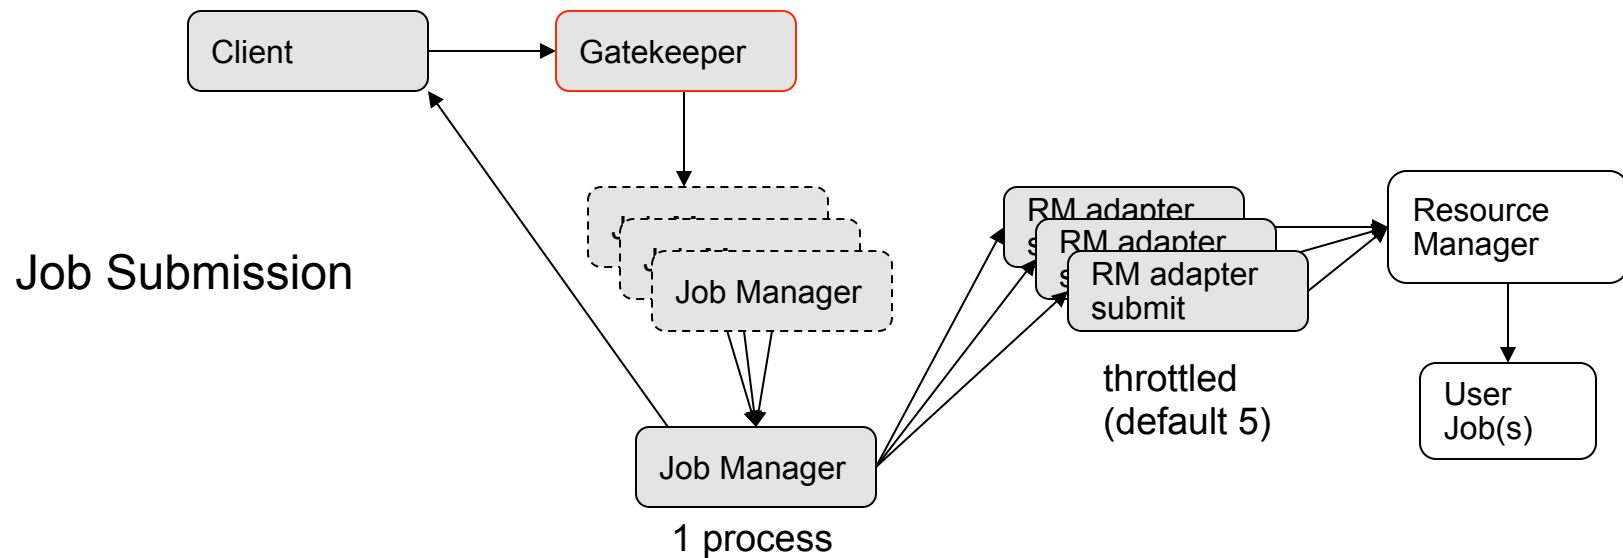 Client
Gatekeeper
Job Submission
Job Manager
RM adapter
RM adapter
RM adapter
submit
Resource
Manager
throttled
(default 5)
User
Job(s)
Job Manager
1 process